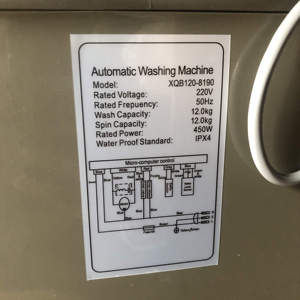 Automatic Washing Machine
Model: XQB120-8190
Rated Voltage: 220V
Rated Frepuency: 50Hz
Wash Capacity: 12.0kg
Spin Capacity: 12.0kg
Rated Power: 450W
Water Proof Standard: IPX4
Micro-computer control